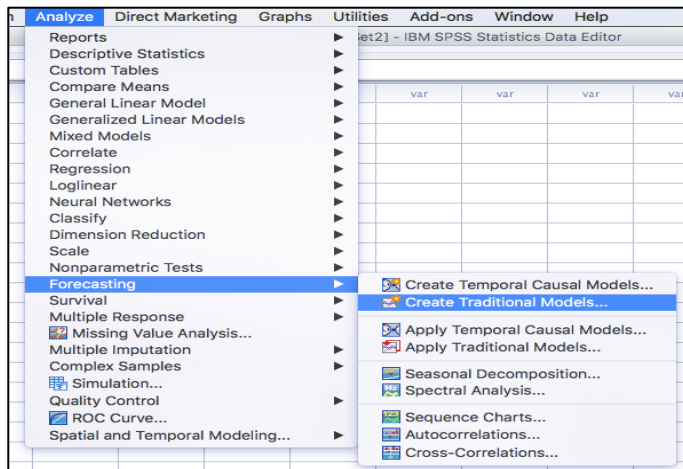 Analyze Direct Marketing Graphs Utilities Add-ons Window Help
Set2] - IBM SPSS Statistics Data Editor
var var var va
Reports
Descriptive Statistics
Custom Tables
Compare Means
General Linear Model
Generalized Linear Models
Mixed Models
Correlate
Regression
Loglinear
Neural Networks
Classify
Dimension Reduction
Scale
Nonparametric Tests
Forecasting
Survival
Multiple Response
Missing Value Analysis...
Multiple Imputation
Complex Samples
Simulation...
Quality Control
ROC Curve...
Spatial and Temporal Modeling...
Create Temporal Causal Models...
Create Traditional Models...
Apply Temporal Causal Models...
Apply Traditional Models...
Seasonal Decomposition...
Spectral Analysis...
Sequence Charts...
Autocorrelations...
Cross-Correlations...